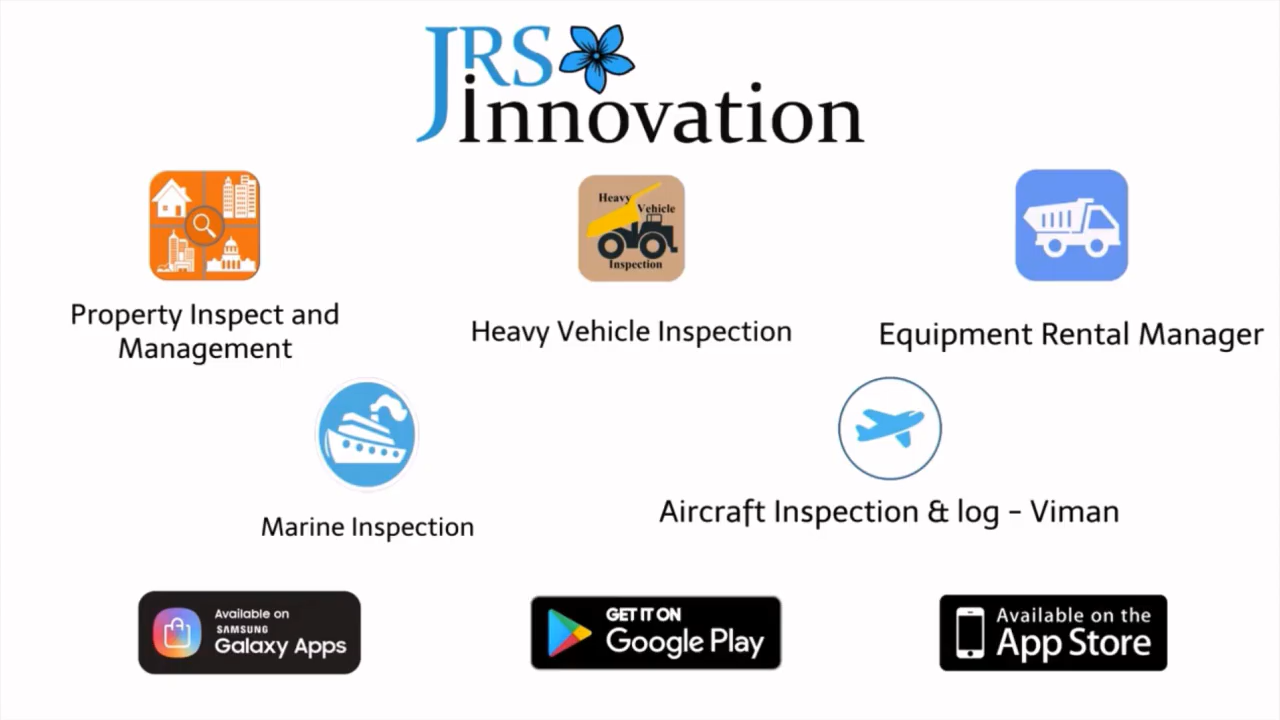 JRS
innovation
Heavy
Vehicle
Inspection
Property Inspect and
Management
Heavy Vehicle Inspection
Equipment Rental Manager
Marine Inspection
Aircraft Inspection & log - Viman
Available on
SAMSUNG
Galaxy Apps
GET IT ON
Google Play
Available on the
App Store